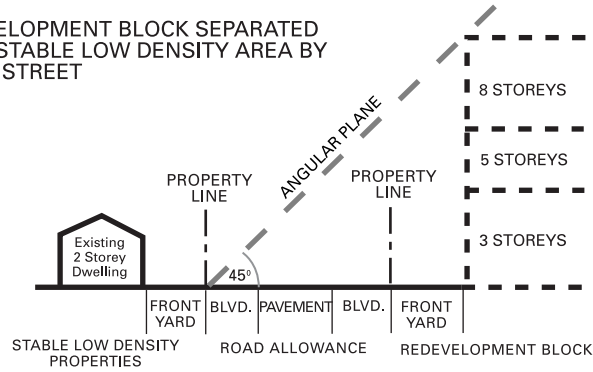 ELOPMENT BLOCK SEPARATED
STABLE LOW DENSITY AREA BY
STREET
8 STOREYS
ANGULAR PLANE
5 STOREYS
PROPERTY
LINE
PROPERTY
LINE
Existing
2 Storey
Dwelling
3 STOREYS
45⁰
FRONT
YARD
BLVD.
PAVEMENT
BLVD.
FRONT
YARD
STABLE LOW DENSITY
PROPERTIES
ROAD ALLOWANCE
REDEVELOPMENT BLOCK